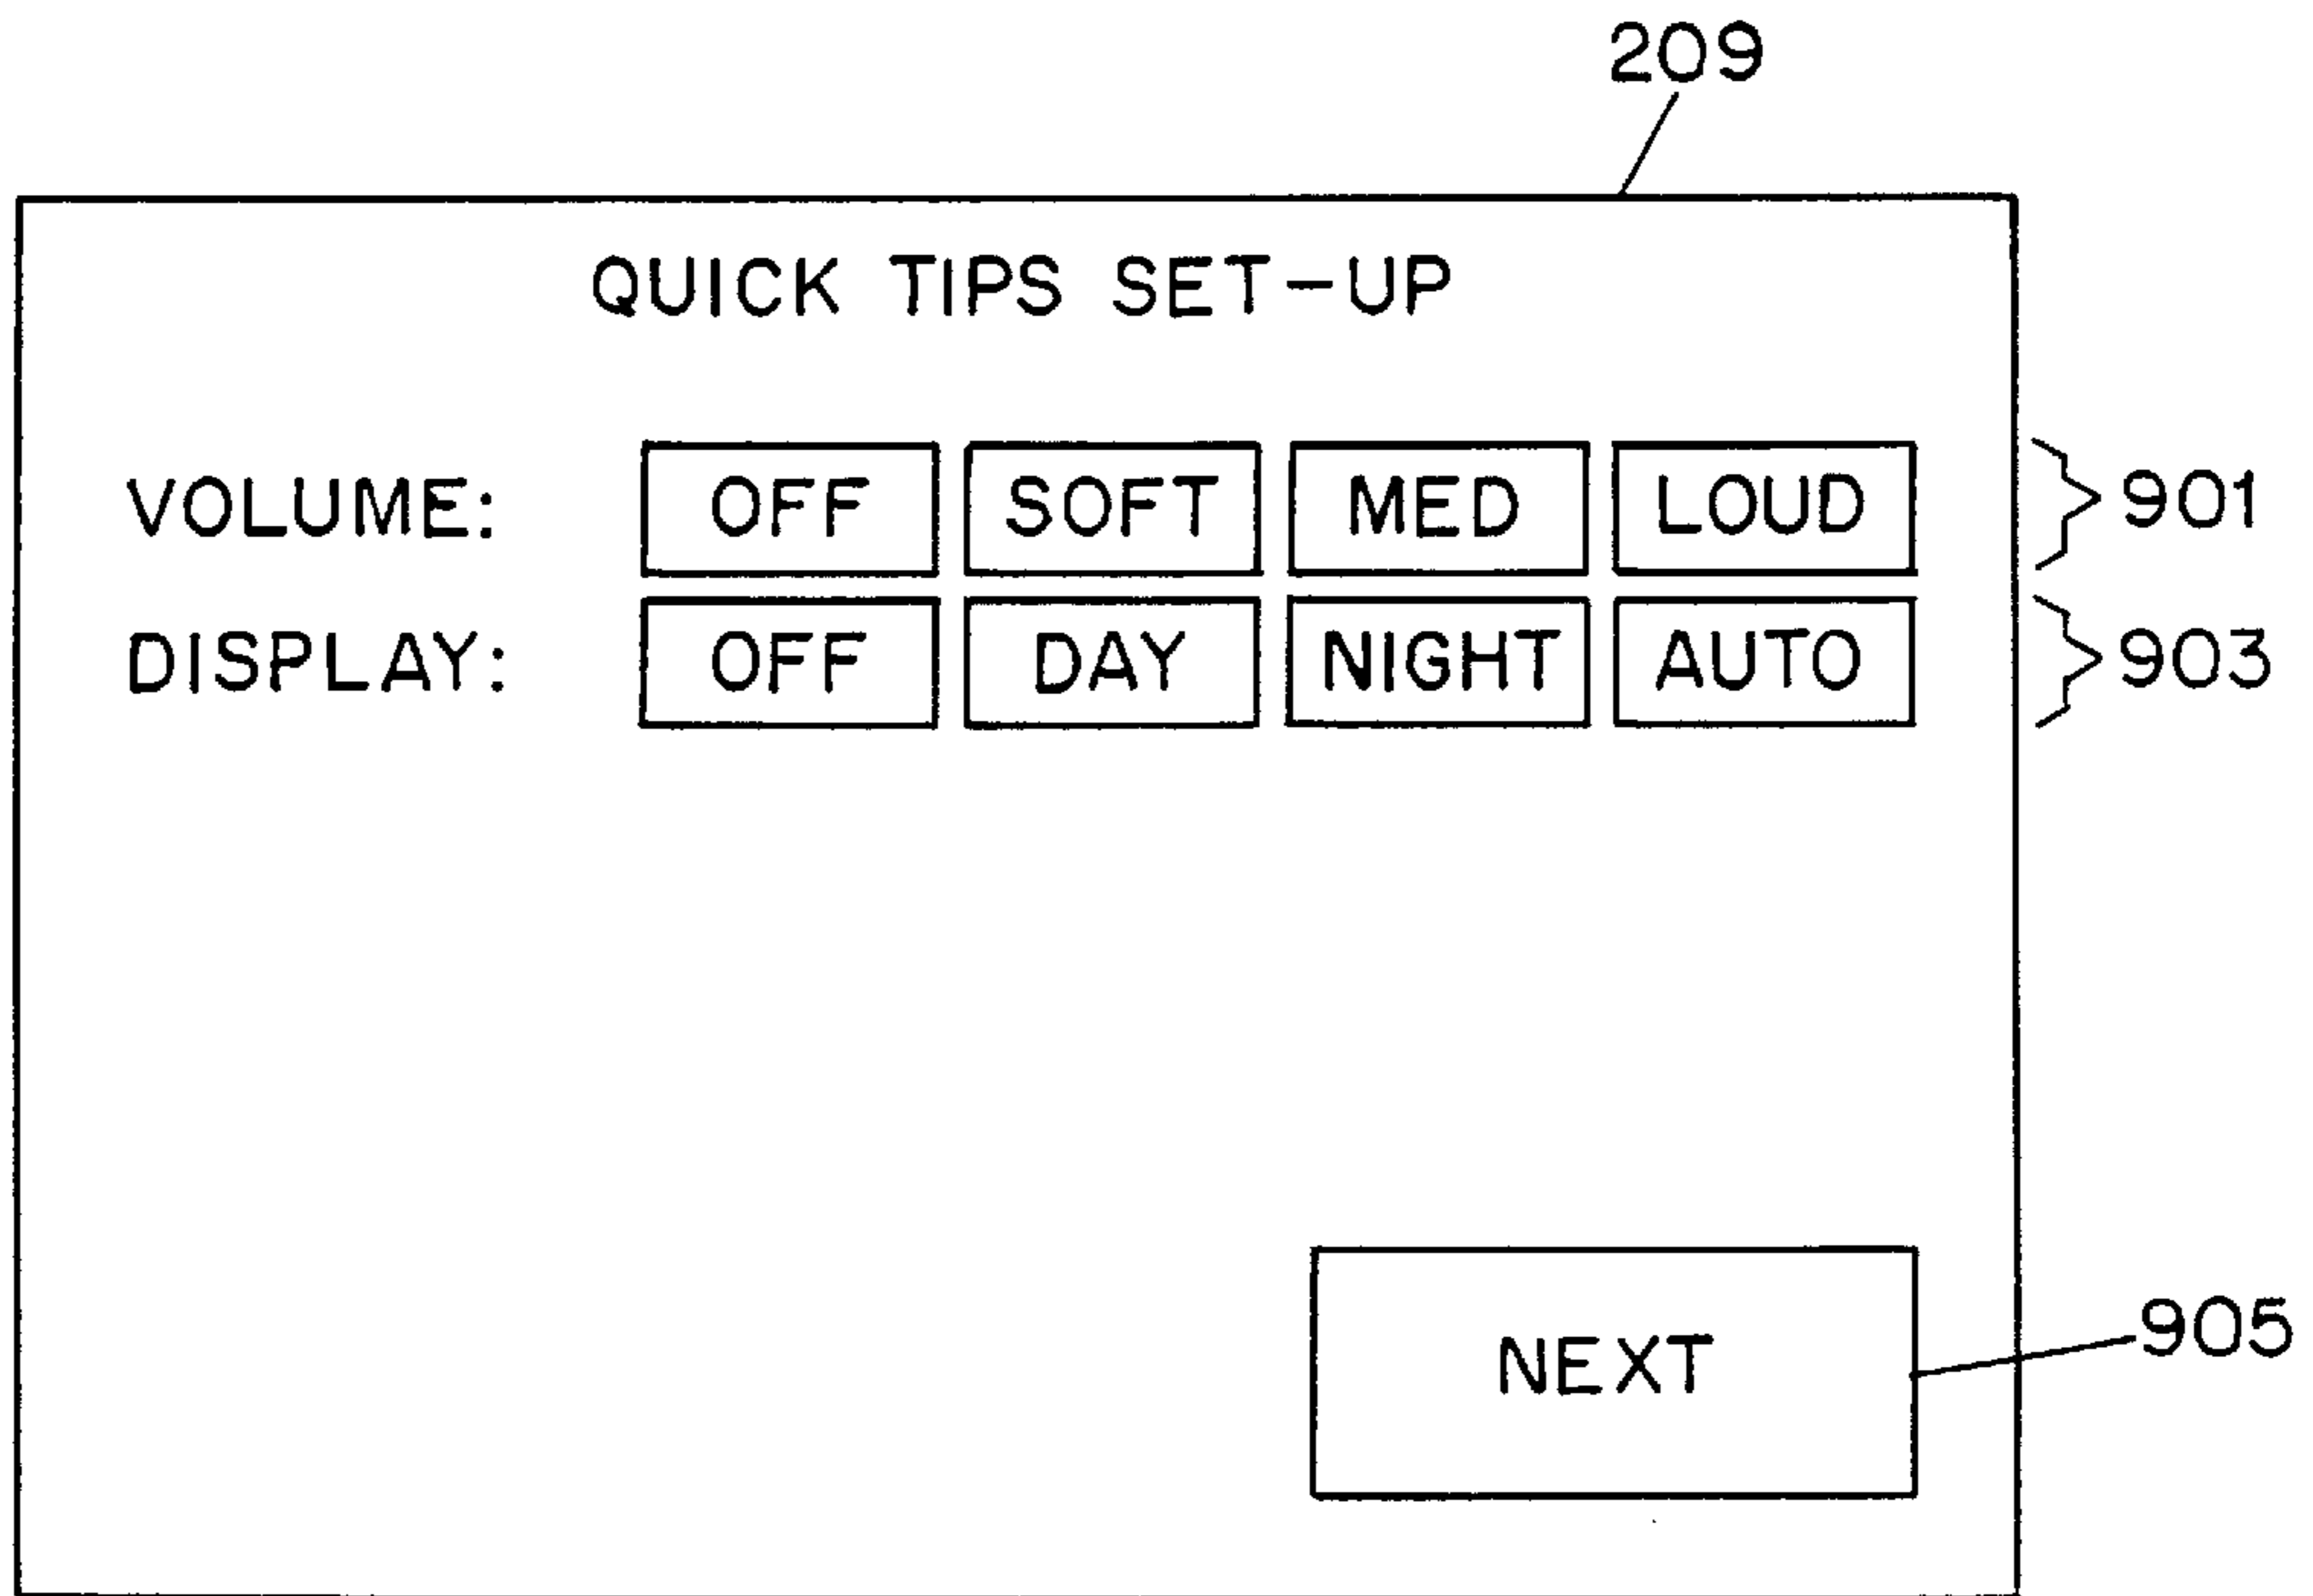 209
QUICK TIPS SET-UP
VOLUME: OFF SOFT MED LOUD 901
DISPLAY: OFF DAY NIGHT AUTO 903
NEXT 905